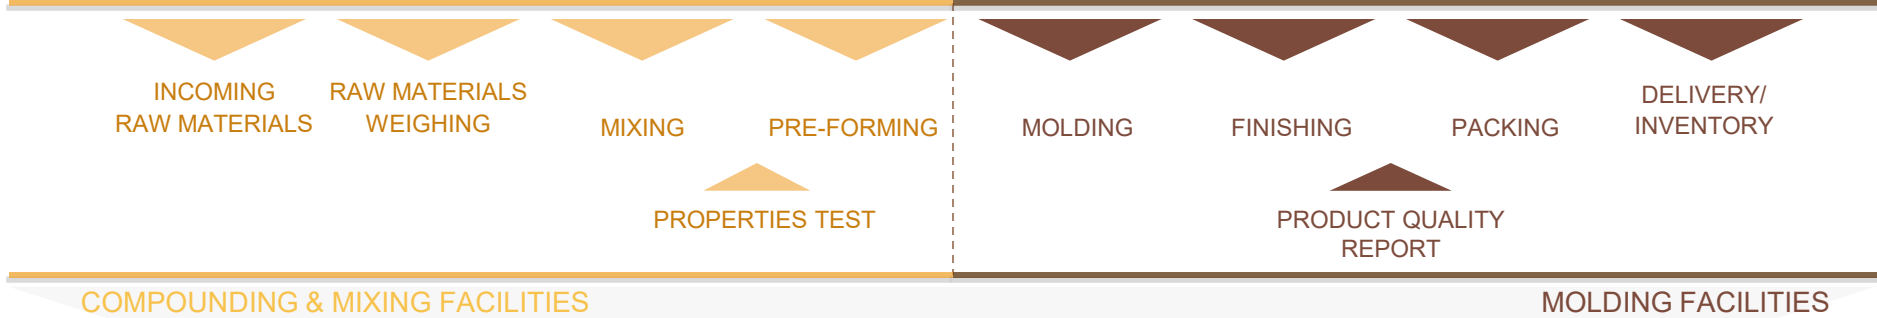 INCOMING
RAW MATERIALS
RAW MATERIALS
WEIGHING
MIXING
PRE-FORMING
MOLDING
FINISHING
PACKING
DELIVERY/
INVENTORY
PROPERTIES TEST
PRODUCT QUALITY
REPORT
COMPOUNDING & MIXING FACILITIES
MOLDING FACILITIES